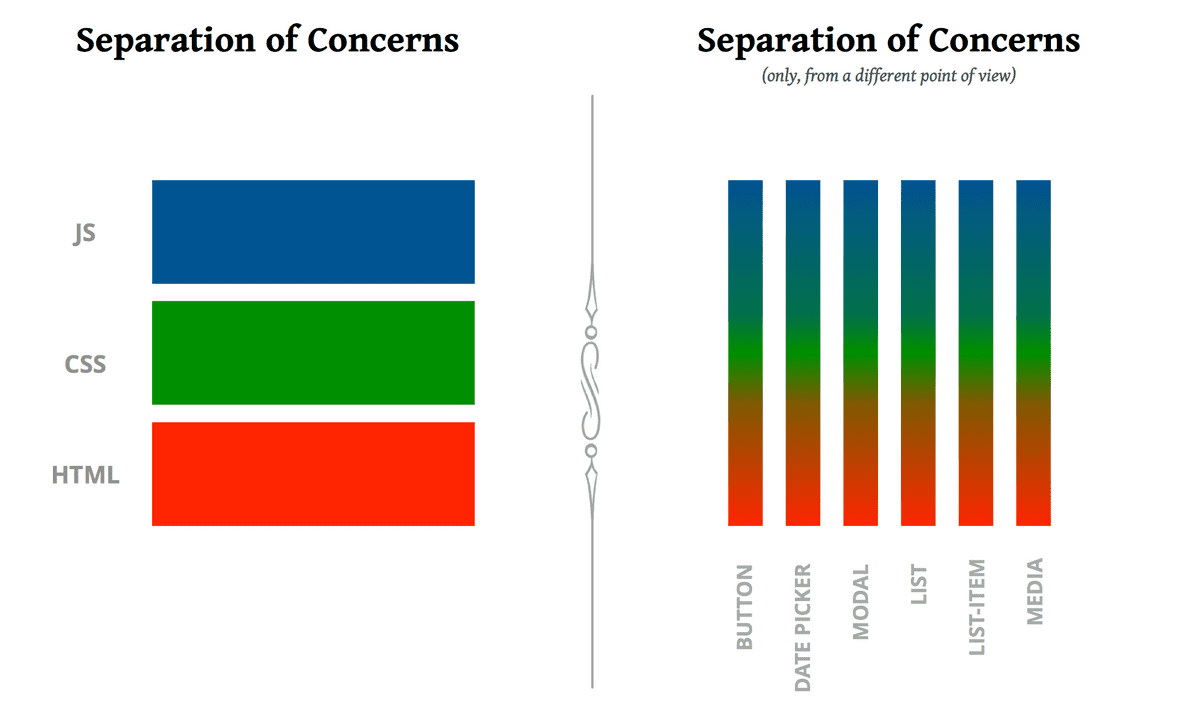 Separation of Concerns
JS
CSS
HTML
Separation of Concerns
(only, from a different point of view)
BUTTON
DATE PICKER
MODAL
LIST
LIST-ITEM
MEDIA